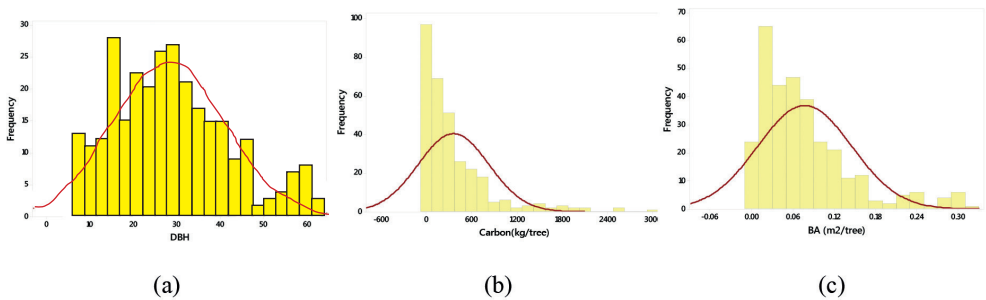 30
25
20
15
10
5
0
Frequency
0 10 20 30 40 50 60
DBH
(a)
100
80
60
40
20
0
Frequency
-600 0 600 1200 1800 2400 3000
Carbon(kg/tree)
(b)
70
60
50
40
30
20
10
0
Frequency
-0.06 0.00 0.06 0.12 0.18 0.24 0.30
BA (m2/tree)
(c)